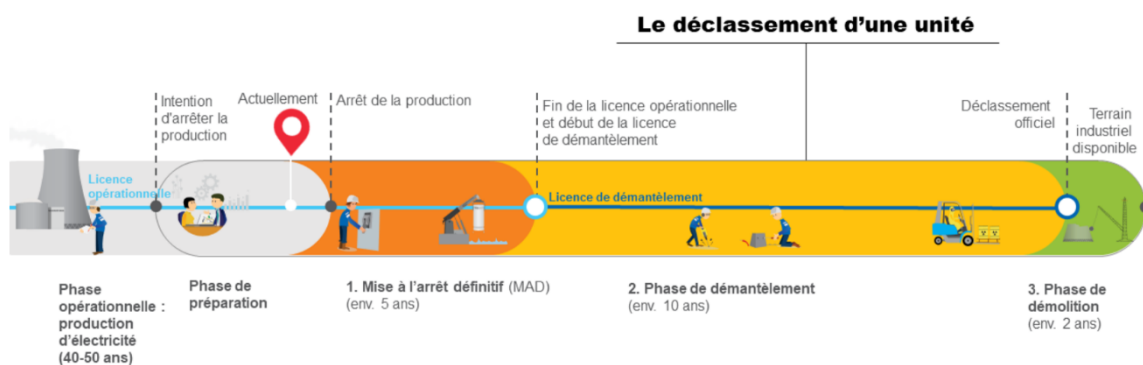 Le déclassement d'une unité
Intention
d'arrêter la
production
Actuellement
Arrêt de la production
Fin de la licence opérationnelle
et début de la licence
de démantèlement
Déclassement
officiel
Terrain
industriel
disponible
Licence
opérationnelle
Licence de démantèlement
Phase
opérationnelle :
production
d'électricité
(40-50 ans)
Phase de
préparation
1. Mise à l'arrêt définitif (MAD)
(env. 5 ans)
2. Phase de démantèlement
(env. 10 ans)
3. Phase de
démolition
(env. 2 ans)